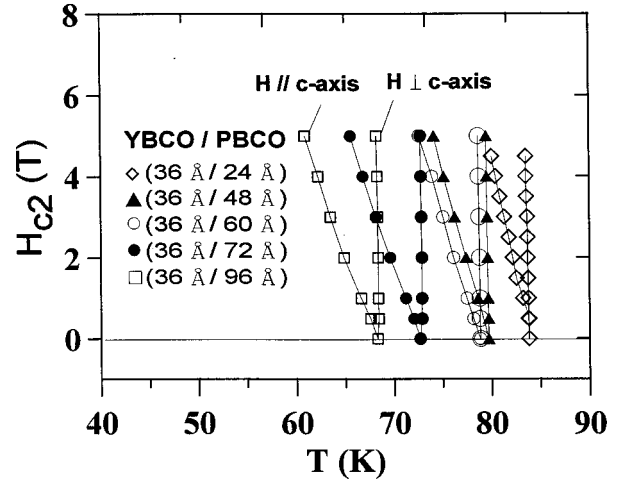 8
6
4
2
0
H_c2 (T)
H // c-axis
H ⊥ c-axis
YBCO / PBCO
(36 Å / 24 Å)
(36 Å / 48 Å)
(36 Å / 60 Å)
(36 Å / 72 Å)
(36 Å / 96 Å)
40 50 60 70 80 90
T (K)